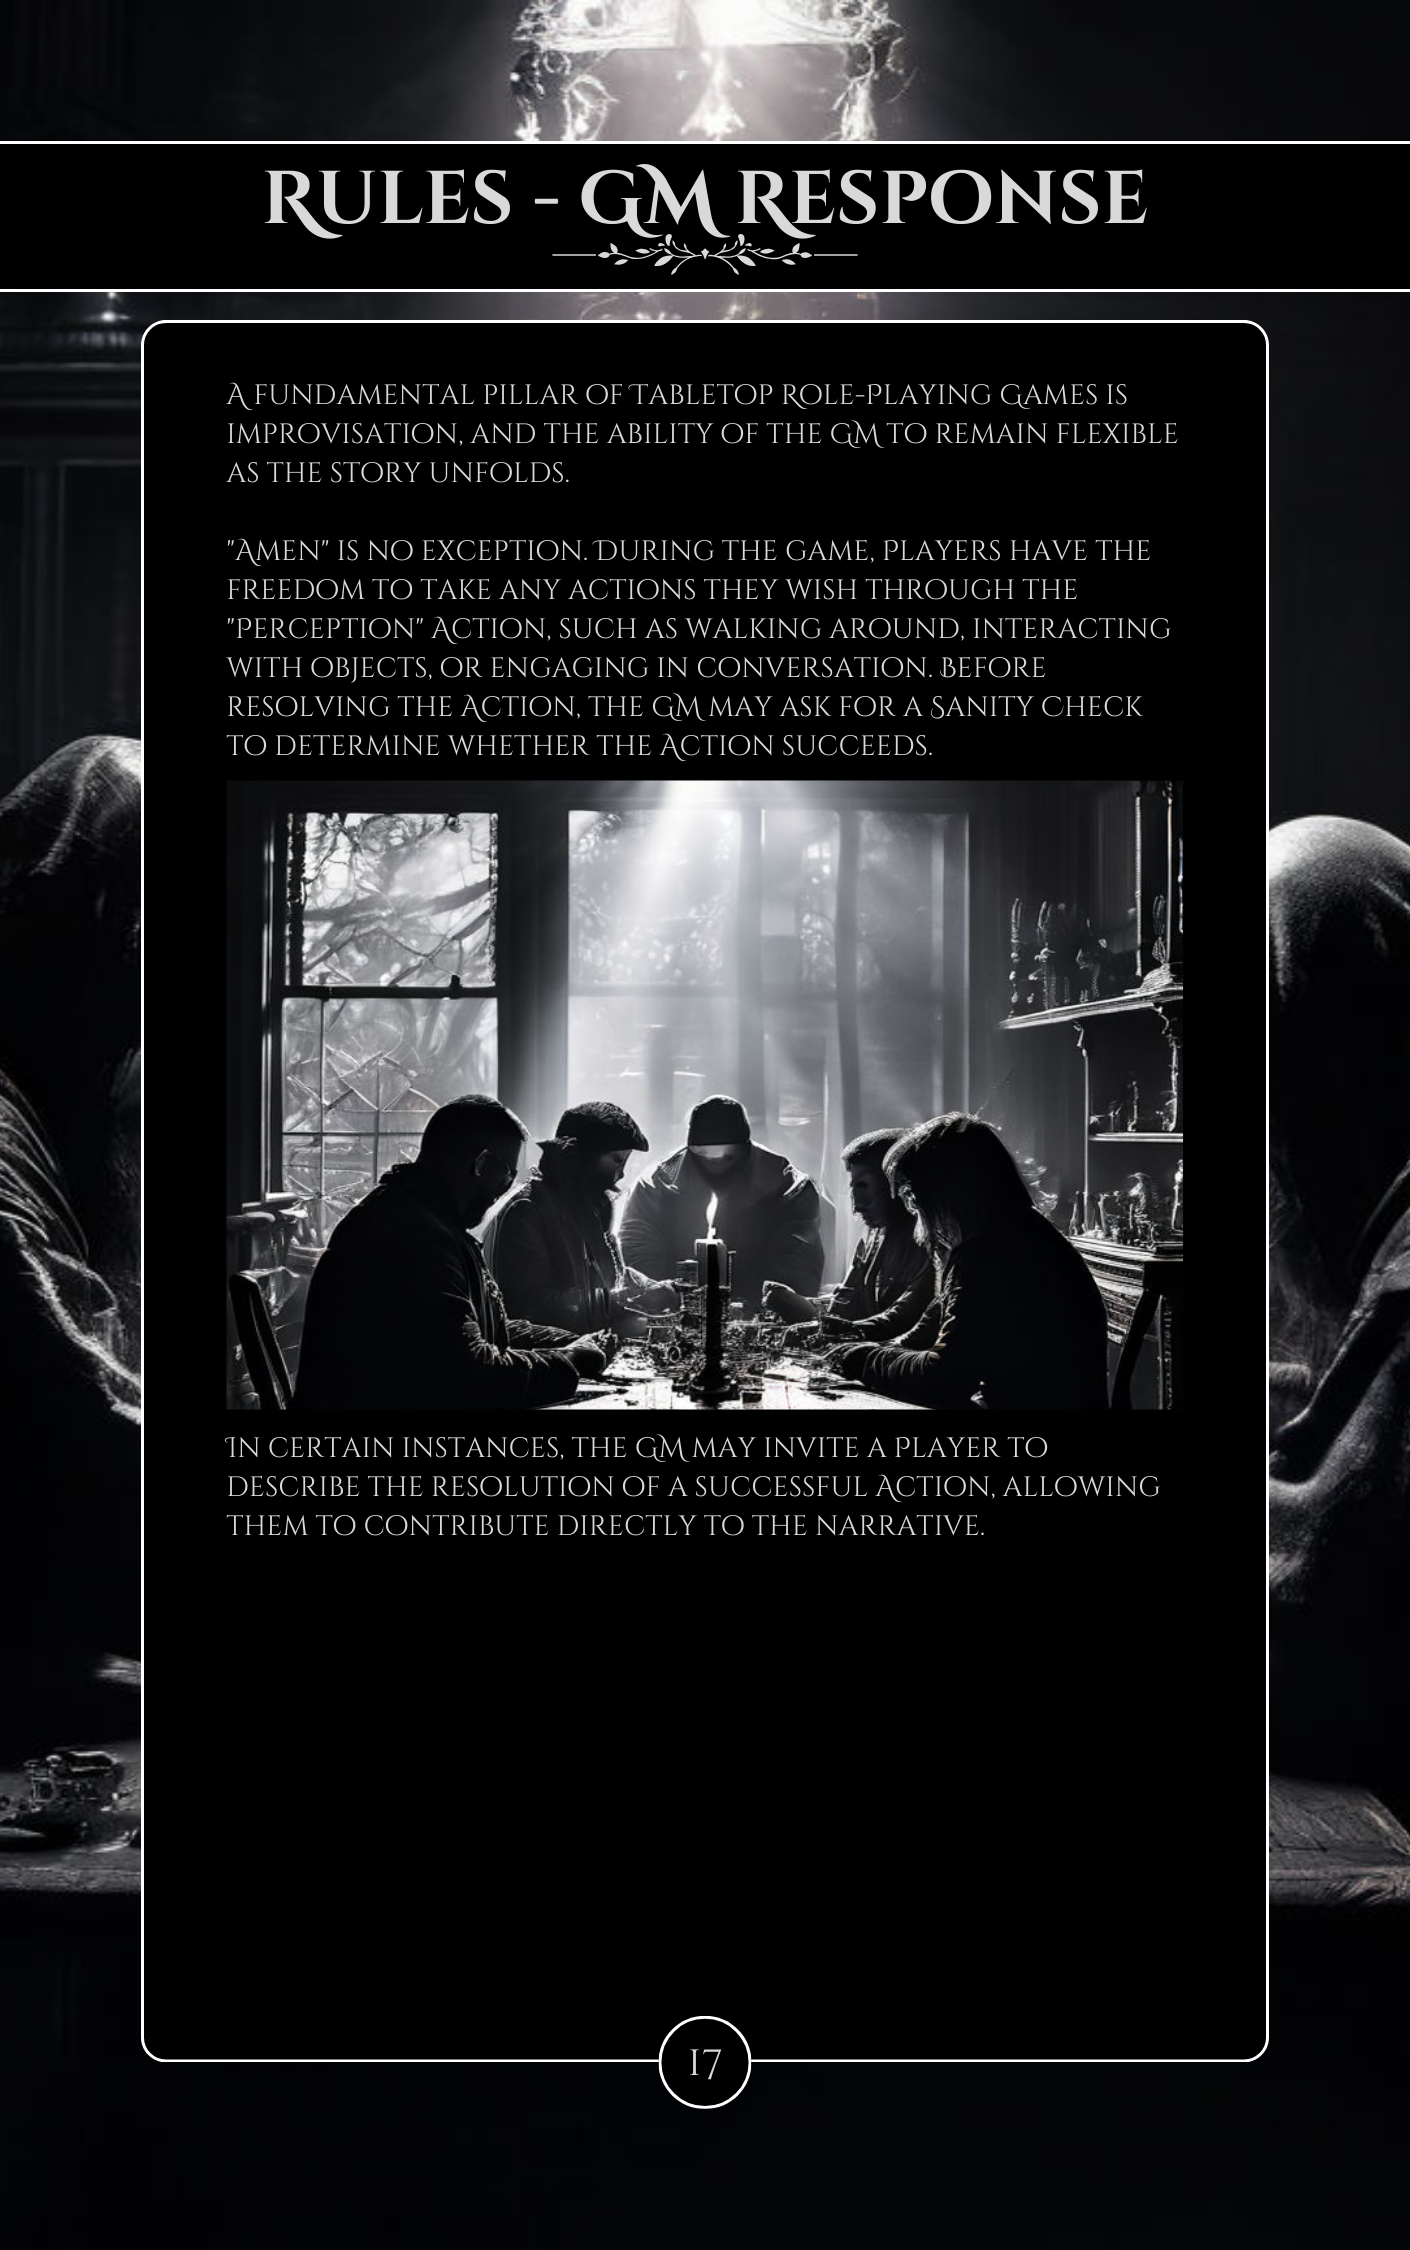 Rules - GM Response
A fundamental pillar of Tabletop Role-Playing Games is
improvisation, and the ability of the GM to remain flexible
as the story unfolds.
"Amen" is no exception. During the game, Players have the
freedom to take any actions they wish through the
"Perception" Action, such as walking around, interacting
with objects, or engaging in conversation. Before
resolving the Action, the GM may ask for a Sanity Check
to determine whether the Action succeeds.
In certain instances, the GM may invite a Player to
describe the resolution of a successful Action, allowing
them to contribute directly to the narrative.
17